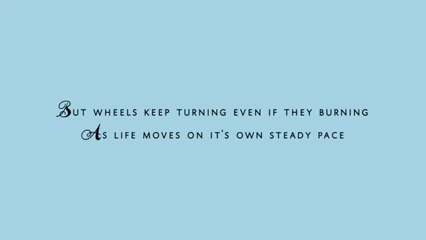 But wheels keep turning even if they burning
As life moves on it's own steady pace